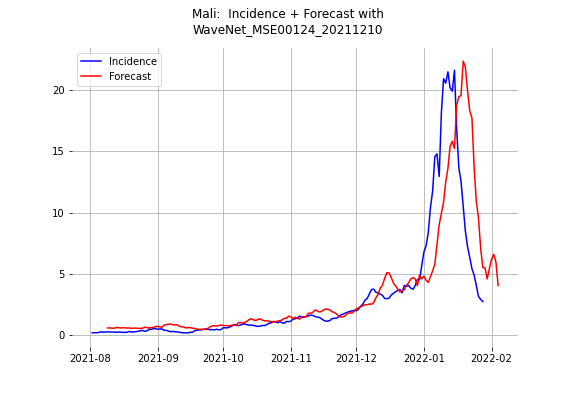 Mali:  Incidence + Forecast with
WaveNet_MSE00124_20211210
Incidence
Forecast
20
15
10
5
0
2021-08 2021-09 2021-10 2021-11 2021-12 2022-01 2022-02